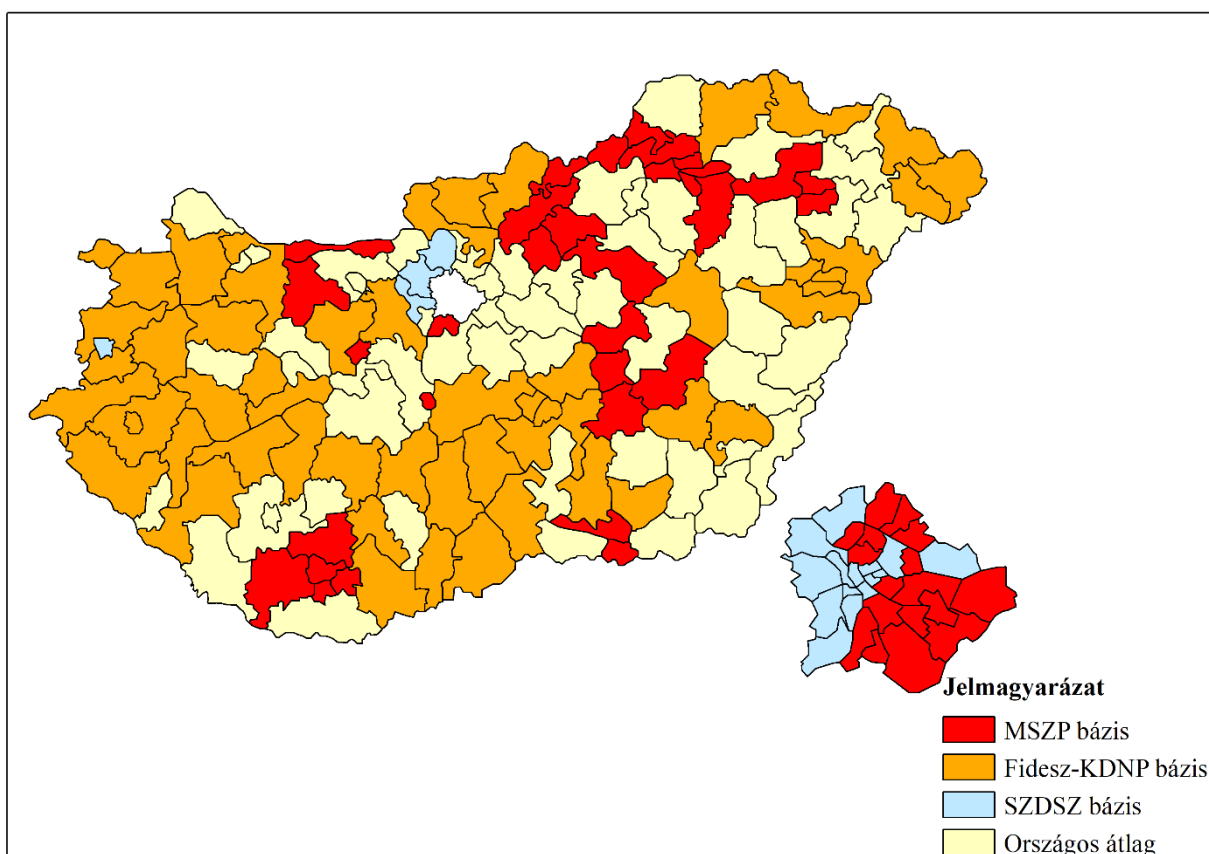 Jelmagyarázat
MSZP bázis
Fidesz-KDNP bázis
SZDSZ bázis
Országos átlag